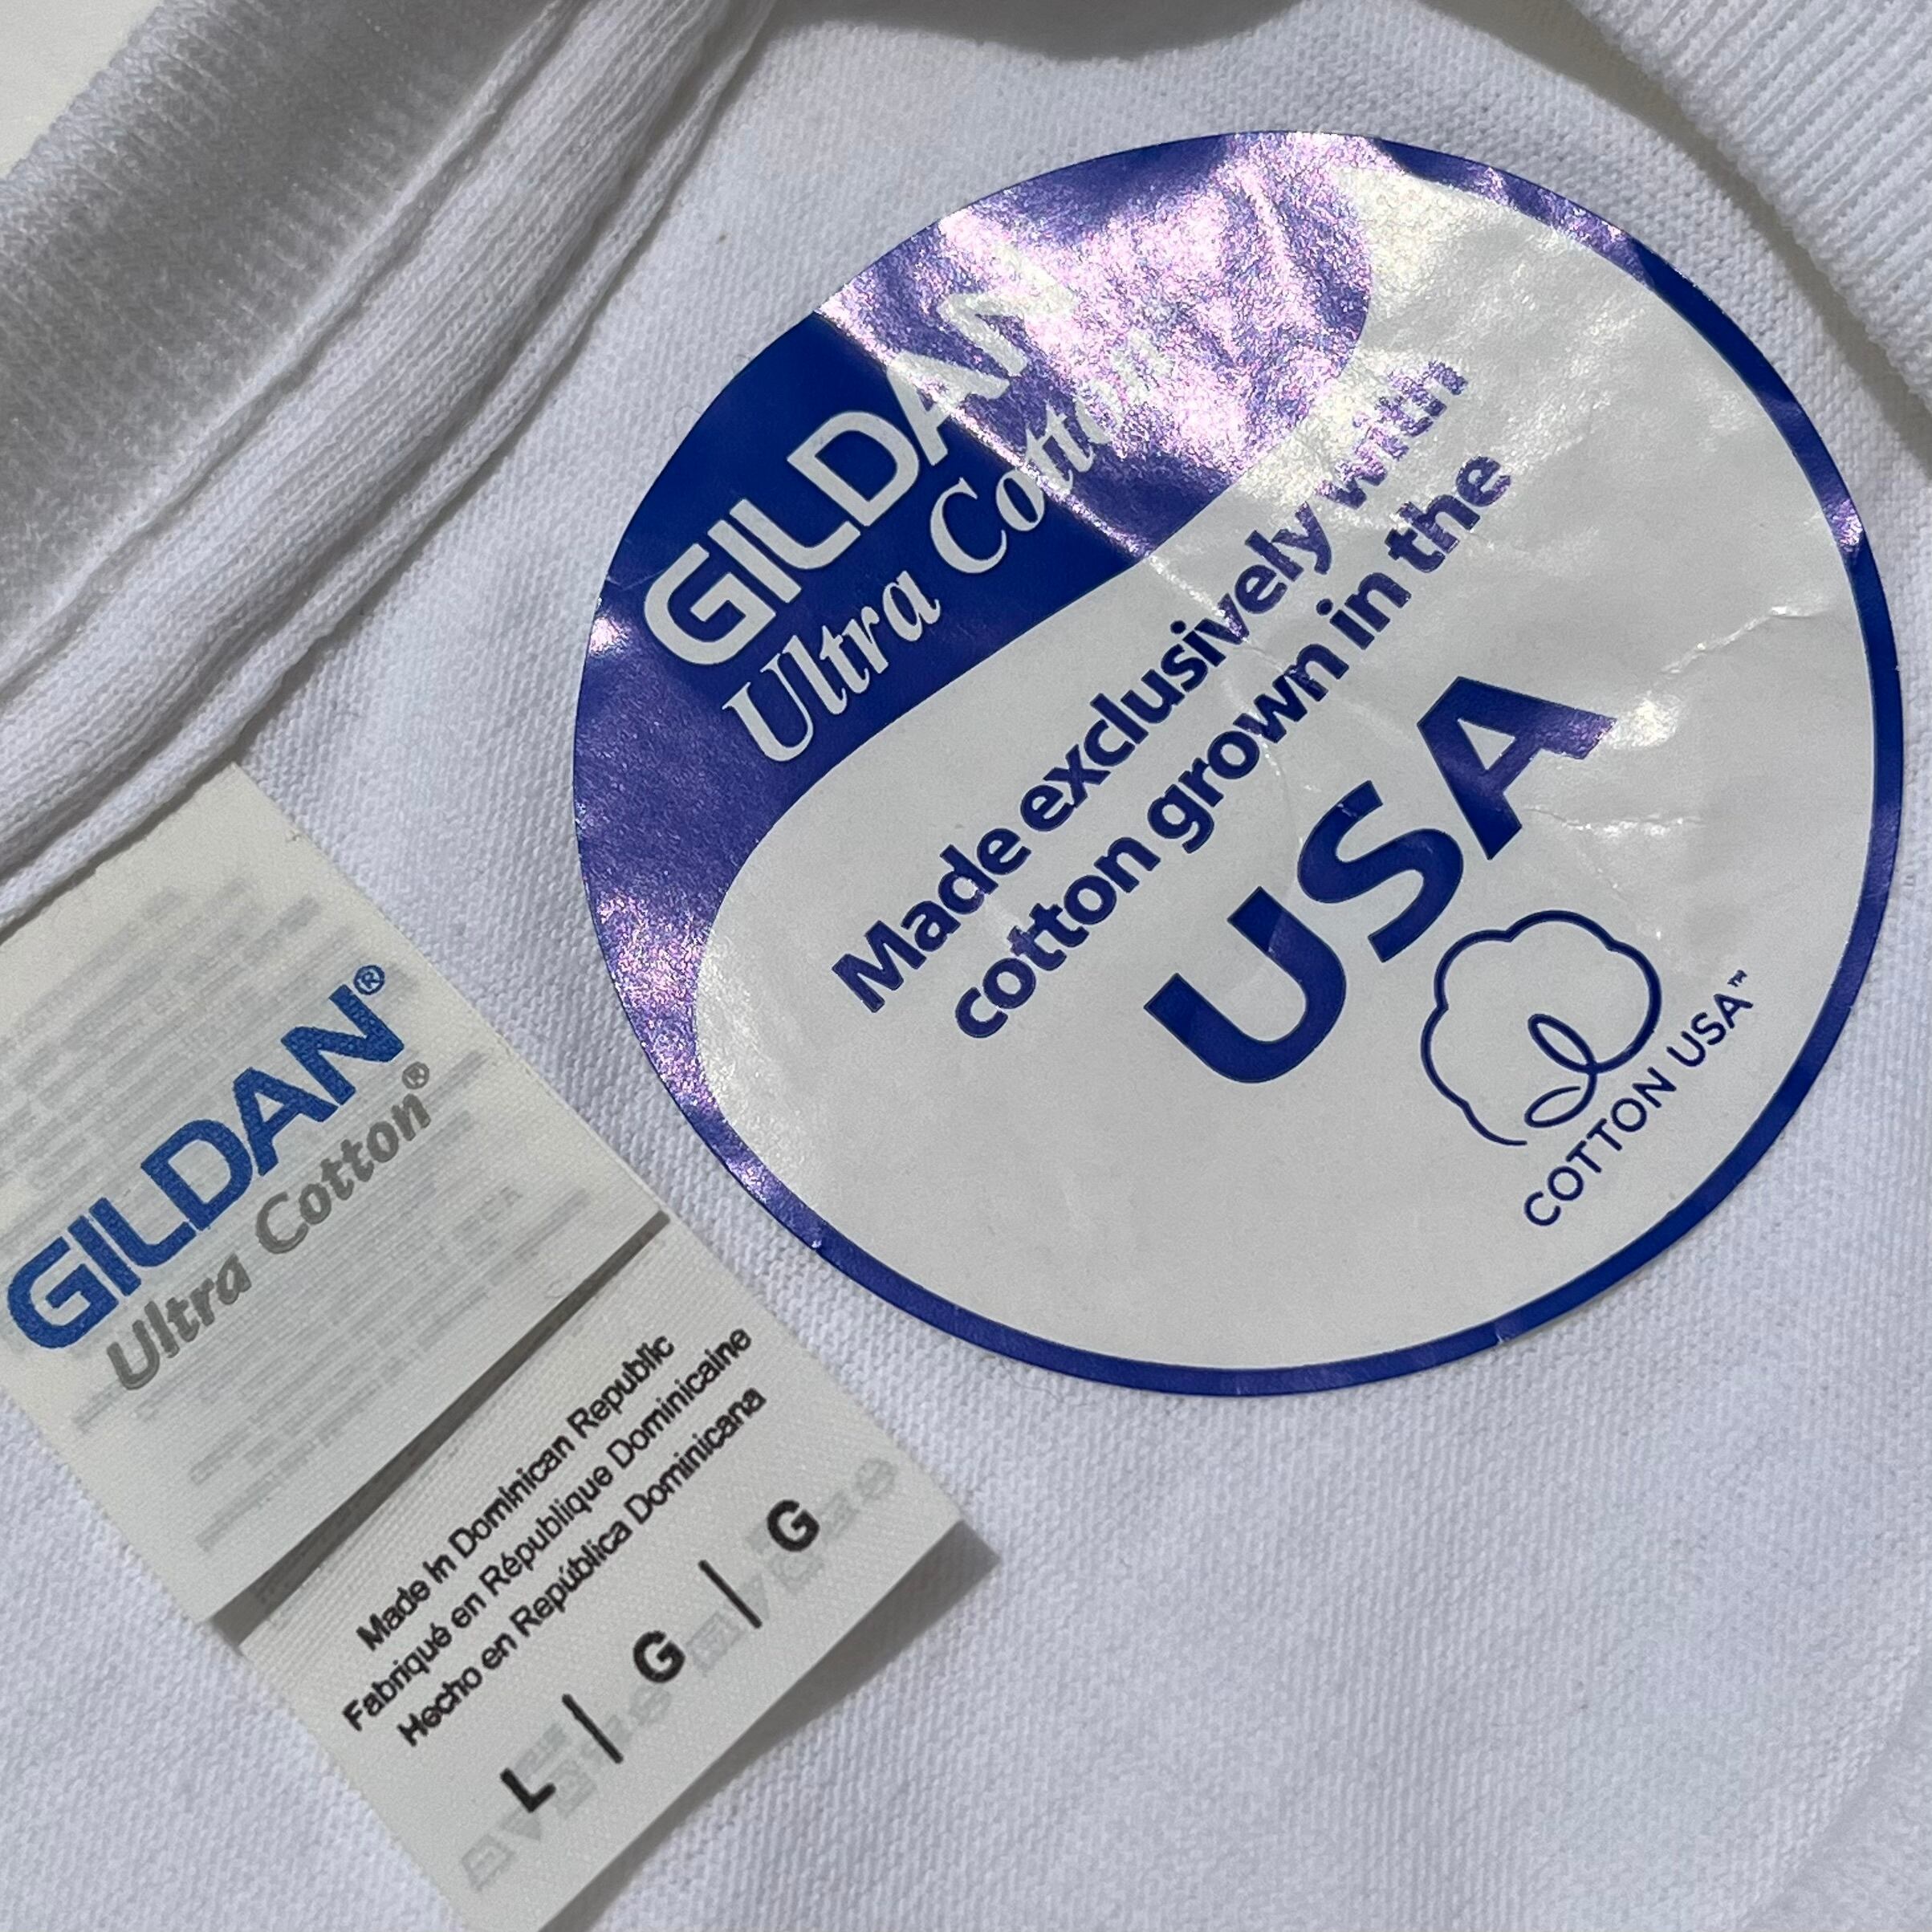 GILDAN
Ultra Cotton
Made exclusively with
cotton grown in the
USA
COTTON USA™
GILDAN®
Ultra Cotton®
Made in Dominican Republic
Fabriqué en République Dominicaine
Hecho en República Dominicana
L | G | G